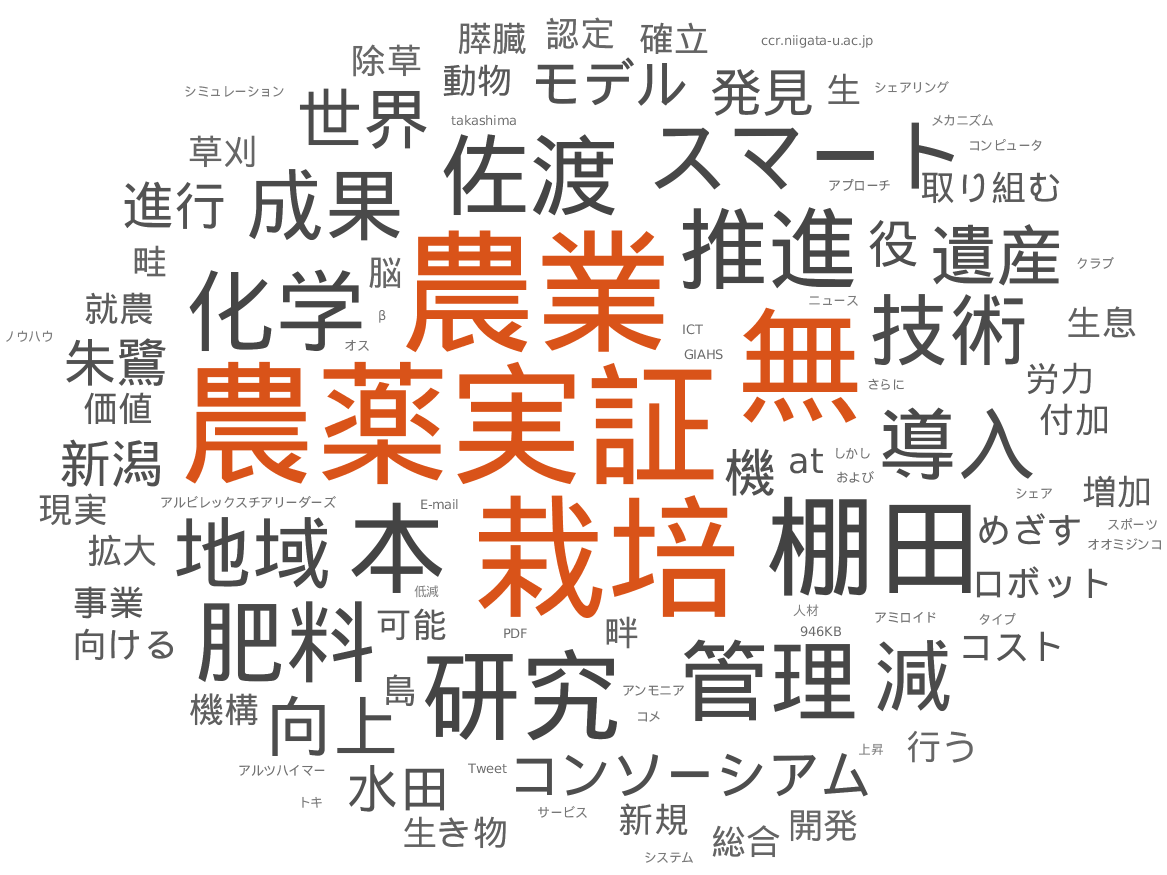 膵臓 認定 確立 ccr.niigata-u.ac.jp
除草 動物 モデル 発見 生 シェアリング
シミュレーション 世界 takashima スマート メカニズム
草刈 佐渡 コンピュータ
進行 成果 アプローチ 取り組む
畦 脳 農業 推進 役 遺産 クラブ
就農 化学 β ICT ニュース 技術 生息
ノウハウ 朱鷺 オス GIAHS 無 さらに 労力
価値 農薬実証 導入 付加
新潟 機 at しかし
および シェア 増加
現実 アルビレックスチアリーダーズ E-mail 棚田 めざす スポーツ
拡大 地域 本 栽培 オオミジンコ
事業 低減 人材 ロボット
向ける 肥料 可能 PDF 畔 946KB アミロイド タイプ
コスト
機構 島 研究 アンモニア 管理 減
向上 コメ
アルツハイマー 水田 Tweet コンソーシアム 上昇 行う
トキ サービス
生き物 新規 総合 開発
システム